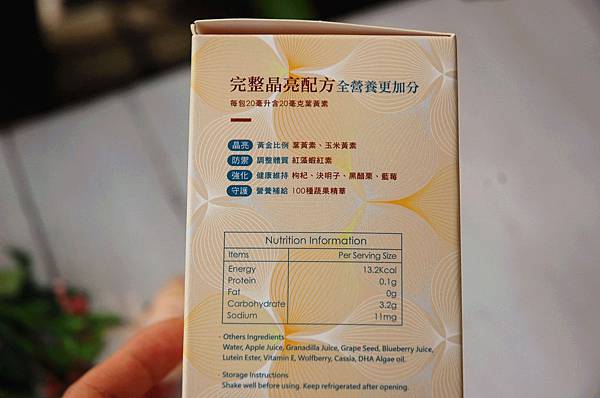 完整晶亮配方全營養更加分
每包20毫升含20毫克葉黃素
晶亮 黃金比例 葉黃素、玉米黃素
防禦 調整體質 紅藻蝦紅素
強化 健康維持 枸杞、決明子、黑醋栗、藍莓
守護 營養補給 100種蔬果精華
Nutrition Information
Items Per Serving Size
Energy 13.2Kcal
Protein 0.1g
Fat 0g
Carbohydrate 3.2g
Sodium 11mg
· Others Ingredients
Water, Apple Juice, Granadilla Juice, Grape Seed, Blueberry Juice,
Lutein Ester, Vitamin E, Wolfberry, Cassia, DHA Algae oil.
· Storage Instructions
Shake well before using. Keep refrigerated after opening.